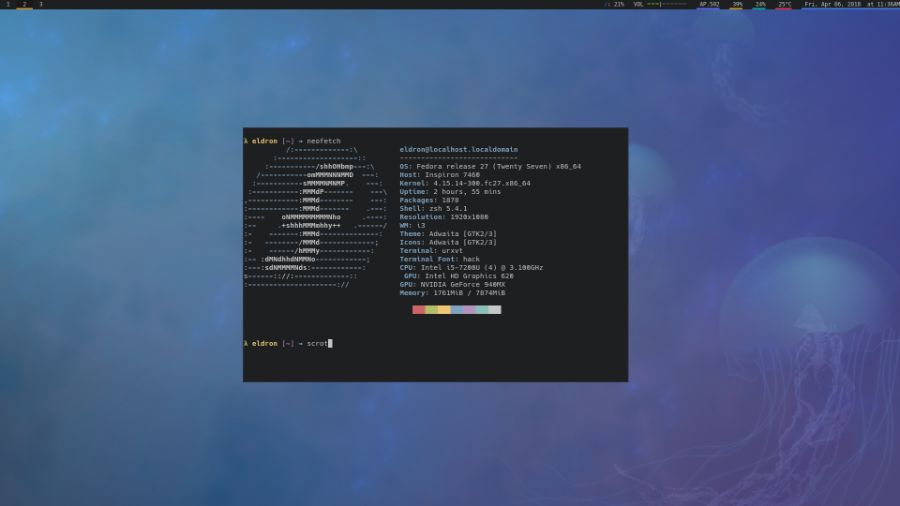 1 2 3 21% VOL AP.502 39% 24% 25°C Fri. Apr 06, 2018 at 11:36AM
λ eldron [~] → neofetch
eldron@localhost.localdomain
----------------------------
OS: Fedora release 27 (Twenty Seven) x86_64
Host: Inspiron 7460
Kernel: 4.15.14-300.fc27.x86_64
Uptime: 2 hours, 55 mins
Packages: 1878
Shell: zsh 5.4.1
Resolution: 1920x1080
WM: i3
Theme: Adwaita [GTK2/3]
Icons: Adwaita [GTK2/3]
Terminal: urxvt
Terminal Font: hack
CPU: Intel i5-7200U (4) @ 3.100GHz
GPU: Intel HD Graphics 620
GPU: NVIDIA GeForce 940MX
Memory: 1761MiB / 7874MiB
λ eldron [~] → scrot